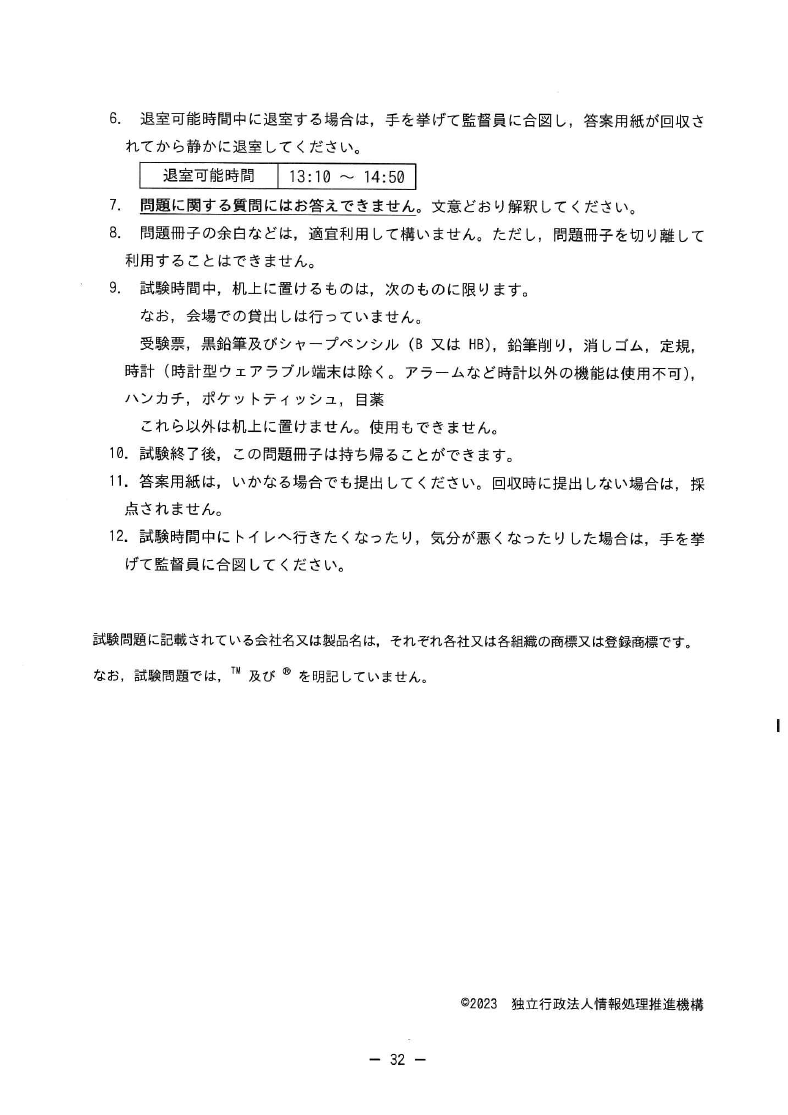 6. 退室可能時間中に退室する場合は，手を挙げて監督員に合図し，答案用紙が回収さ
れてから静かに退室してください。
退室可能時間 13:10 ～ 14:50
7. 問題に関する質問にはお答えできません。文意どおり解釈してください。
8. 問題冊子の余白などは，適宜利用して構いません。ただし，問題冊子を切り離して
利用することはできません。
9. 試験時間中，机上に置けるものは，次のものに限ります。
なお，会場での貸出しは行っていません。
受験票，黒鉛筆及びシャープペンシル（B 又は HB），鉛筆削り，消しゴム，定規，
時計（時計型ウェアラブル端末は除く。アラームなど時計以外の機能は使用不可），
ハンカチ，ポケットティッシュ，目薬
これら以外は机上に置けません。使用もできません。
10. 試験終了後，この問題冊子は持ち帰ることができます。
11. 答案用紙は，いかなる場合でも提出してください。回収時に提出しない場合は，採
点されません。
12. 試験時間中にトイレへ行きたくなったり，気分が悪くなったりした場合は，手を挙
げて監督員に合図してください。
試験問題に記載されている会社名又は製品名は，それぞれ各社又は各組織の商標又は登録商標です。
なお，試験問題では，™ 及び ® を明記していません。
©2023 独立行政法人情報処理推進機構
－ 32 －